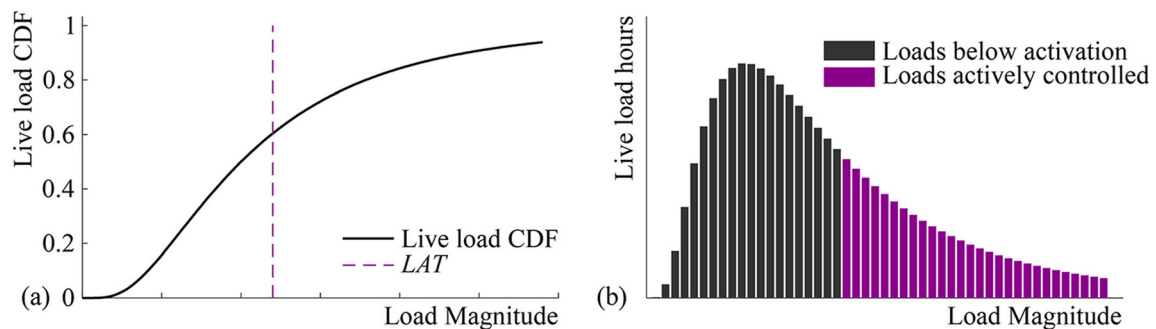 Live load CDF
1
0.8
0.6
0.4
0.2
0
Live load CDF
LAT
(a)
Load Magnitude
Live load hours
Loads below activation
Loads actively controlled
(b)
Load Magnitude